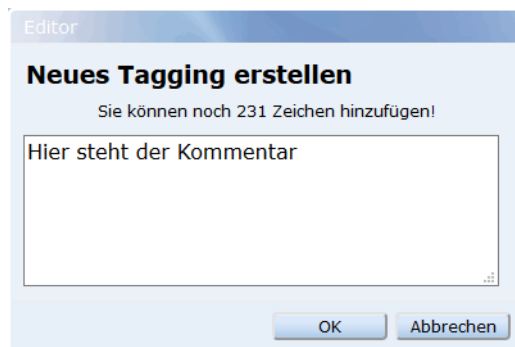 Editor
Neues Tagging erstellen
Sie können noch 231 Zeichen hinzufügen!
Hier steht der Kommentar
OK Abbrechen